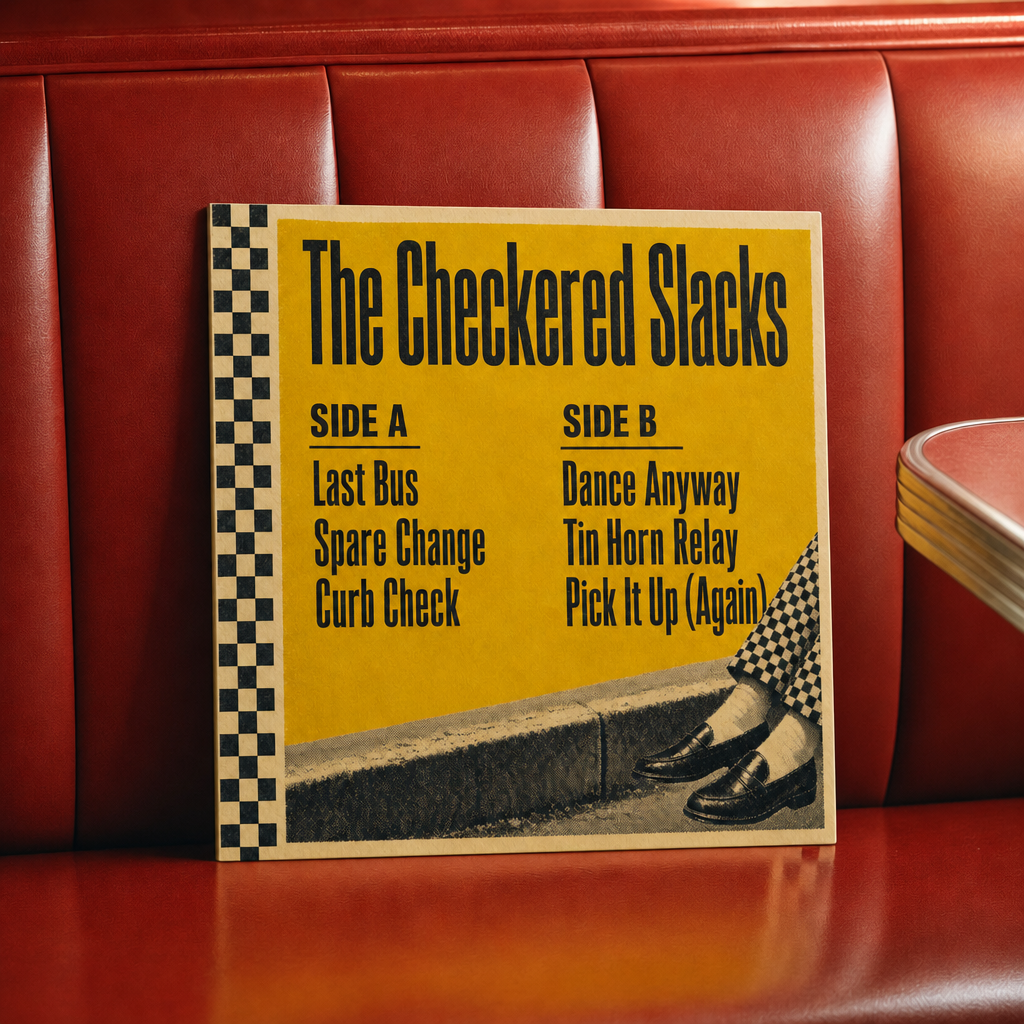 The Checkered Slacks
SIDE A
Last Bus
Spare Change
Curb Check
SIDE B
Dance Anyway
Tin Horn Relay
Pick It Up (Again)